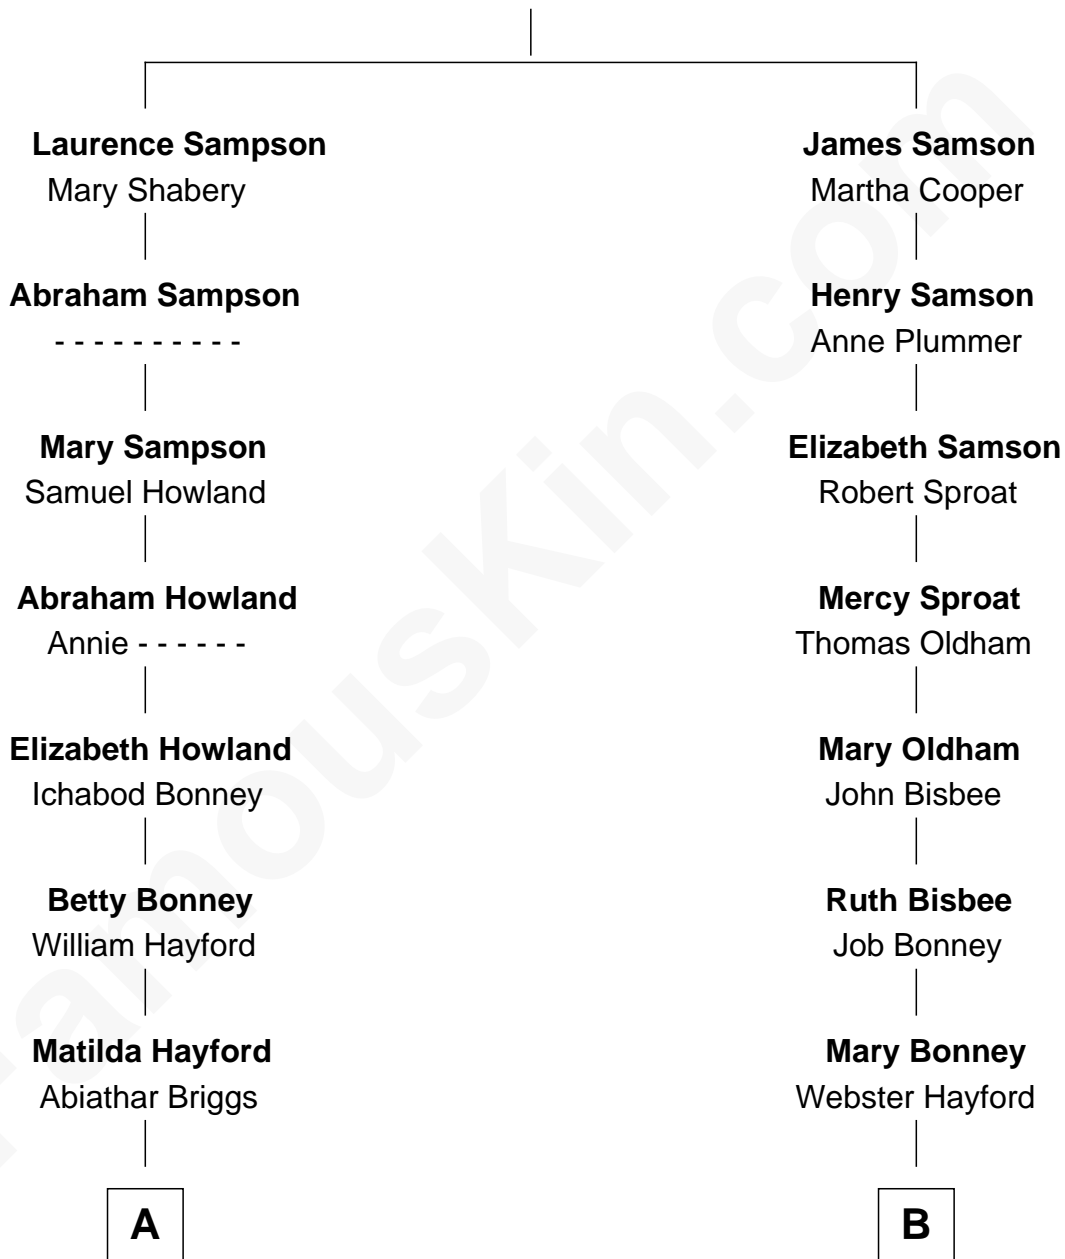 Laurence Sampson
Mary Shabery
Abraham Sampson
- - - - - - - - - -
Mary Sampson
Samuel Howland
Abraham Howland
Annie - - - - - -
Elizabeth Howland
Ichabod Bonney
Betty Bonney
William Hayford
Matilda Hayford
Abiathar Briggs
A
James Samson
Martha Cooper
Henry Samson
Anne Plummer
Elizabeth Samson
Robert Sproat
Mercy Sproat
Thomas Oldham
Mary Oldham
John Bisbee
Ruth Bisbee
Job Bonney
Mary Bonney
Webster Hayford
B
FamousKin.com